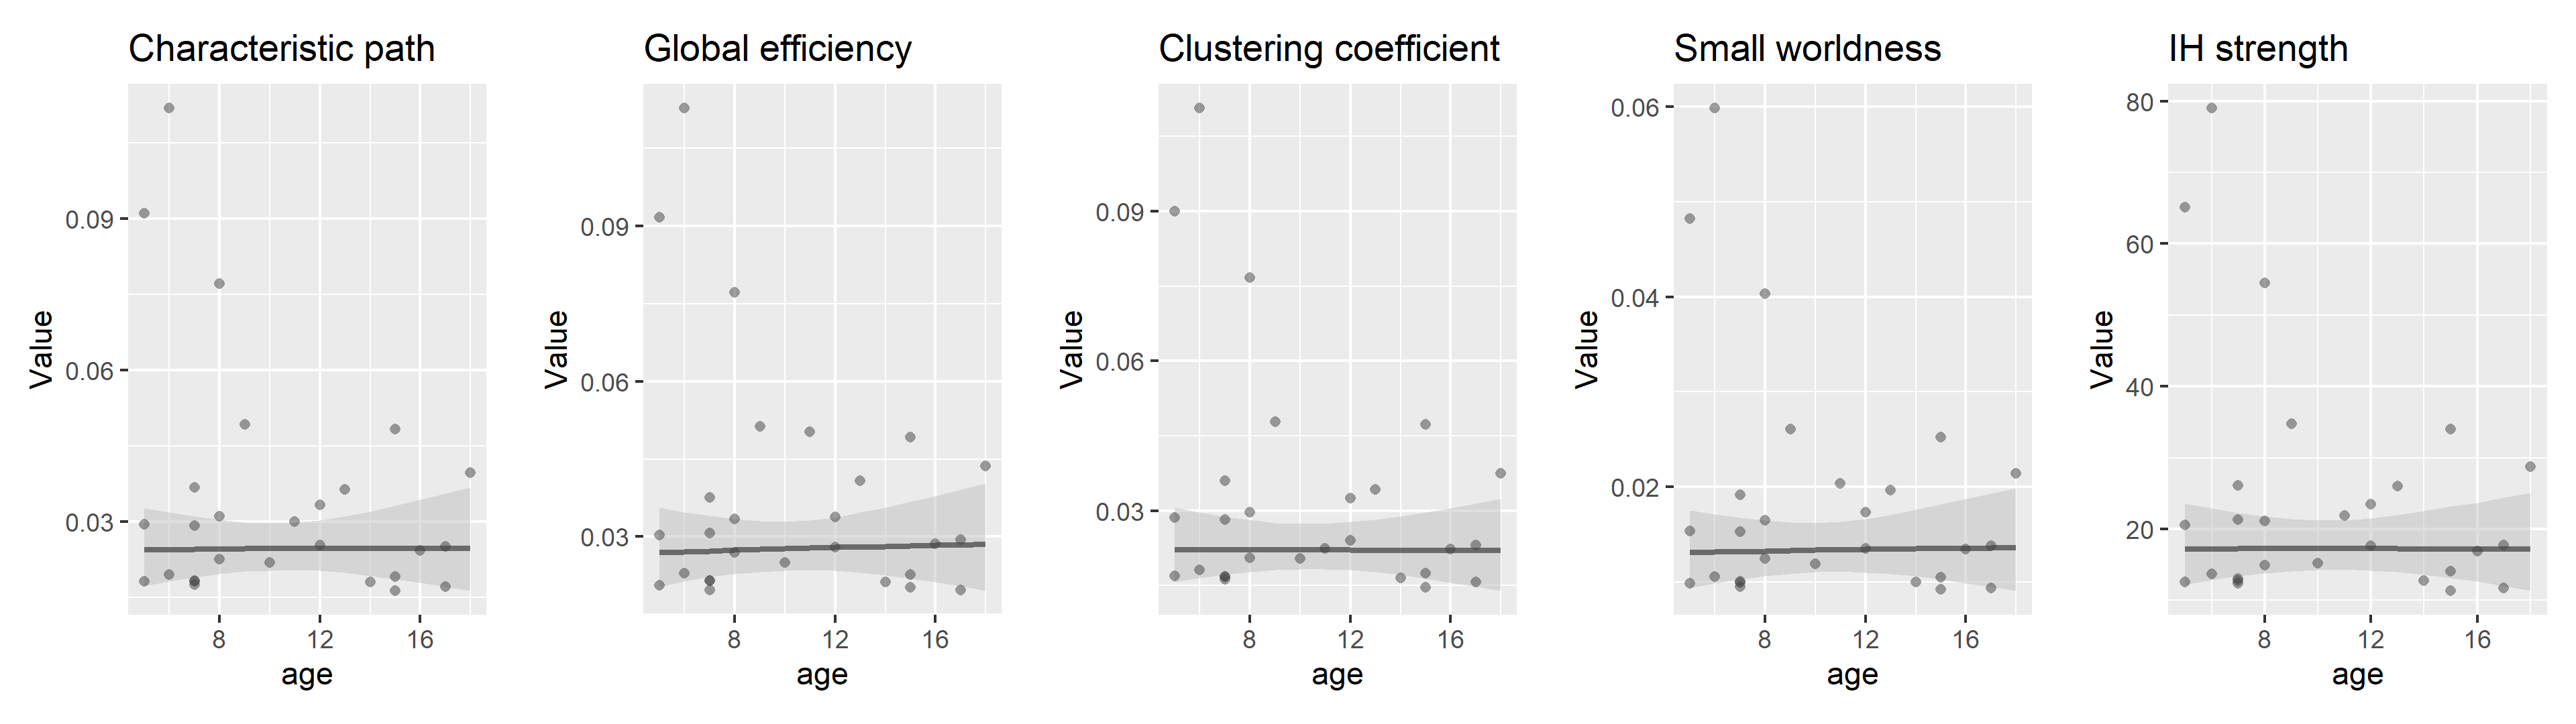 Characteristic path
Value
0.09
0.06
0.03
8 12 16
age
Global efficiency
Value
0.09
0.06
0.03
8 12 16
age
Clustering coefficient
Value
0.09
0.06
0.03
8 12 16
age
Small worldness
Value
0.06
0.04
0.02
8 12 16
age
IH strength
Value
80
60
40
20
8 12 16
age